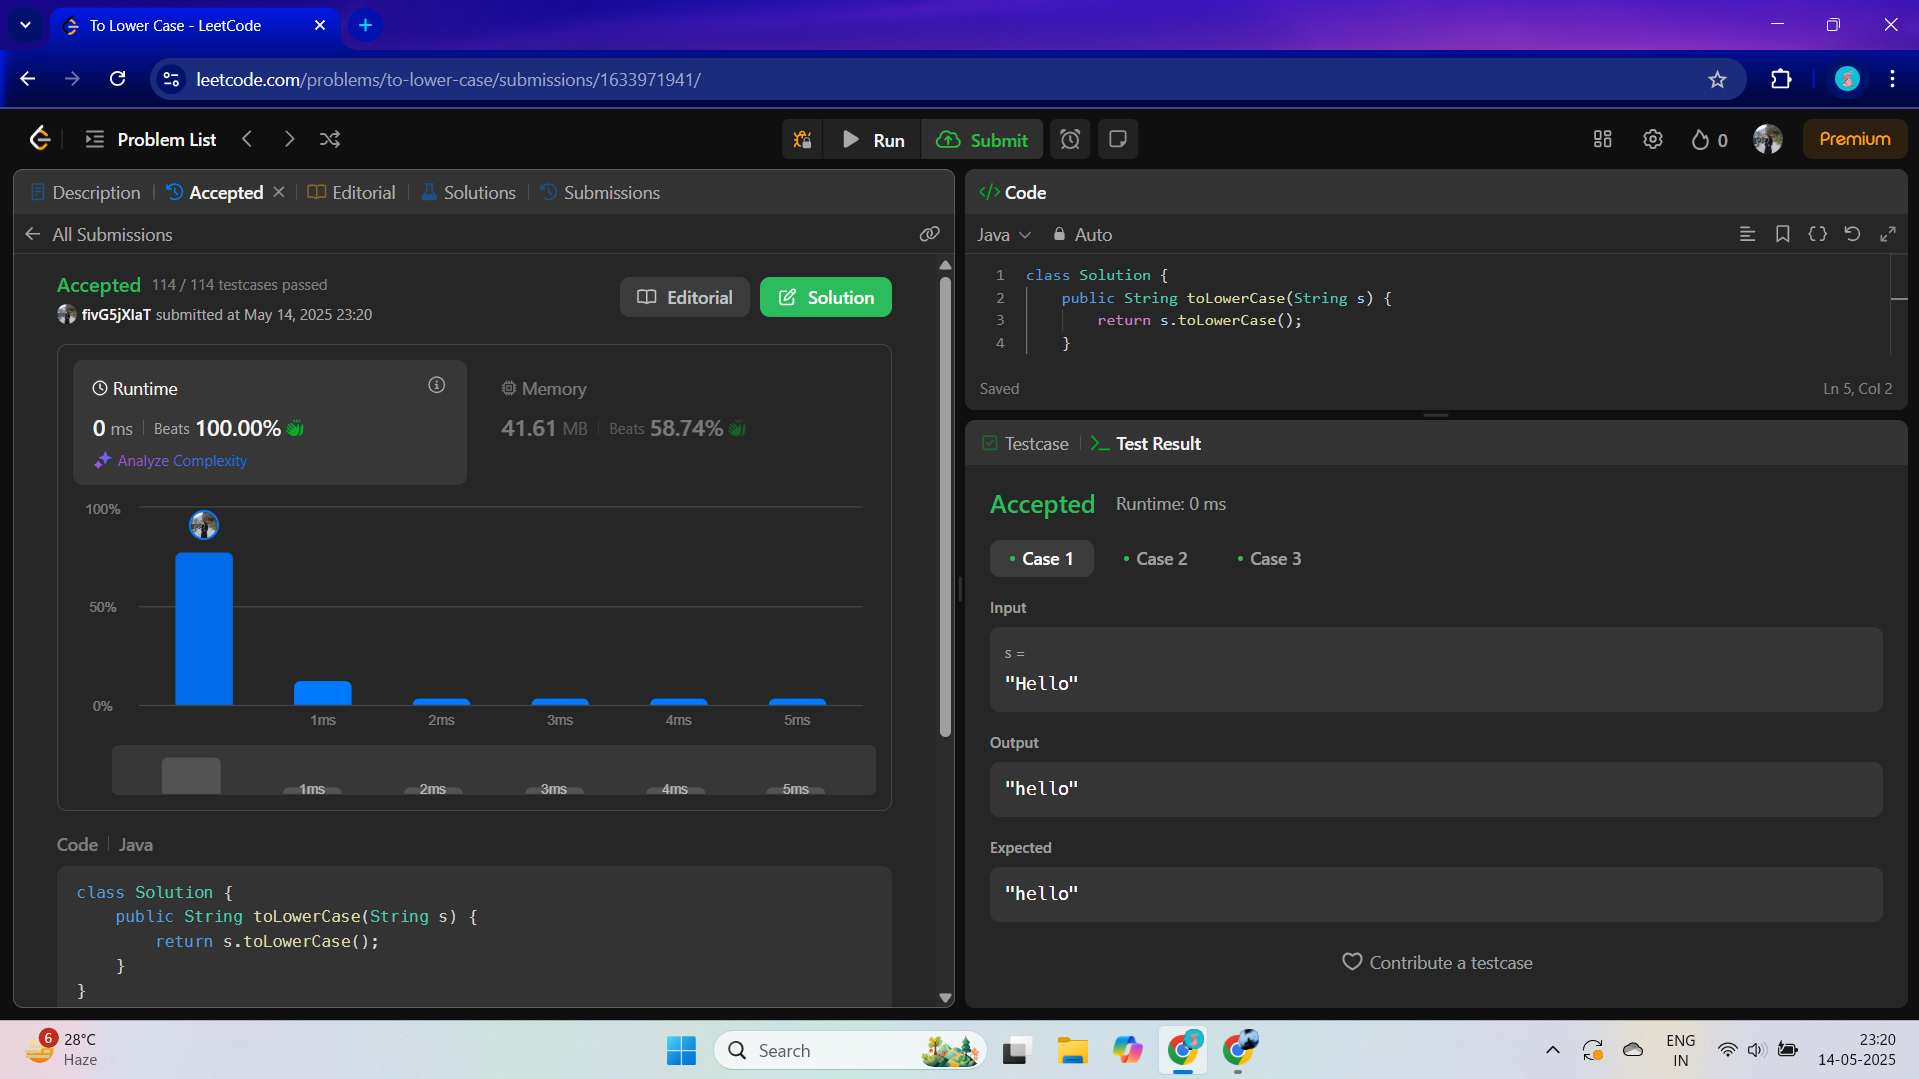 To Lower Case - LeetCode
leetcode.com/problems/to-lower-case/submissions/1633971941/
Problem List
Run
Submit
0
Premium
Description
Accepted
Editorial
Solutions
Submissions
All Submissions
Accepted 114 / 114 testcases passed
fivG5jXIaT submitted at May 14, 2025 23:20
Editorial
Solution
Runtime
0 ms Beats 100.00%
Analyze Complexity
Memory
41.61 MB Beats 58.74%
100%
50%
0%
1ms 2ms 3ms 4ms 5ms
1ms 2ms 3ms 4ms 5ms
Code Java
class Solution {
public String toLowerCase(String s) {
return s.toLowerCase();
}
}
Code
Java Auto
1 class Solution {
2 public String toLowerCase(String s) {
3 return s.toLowerCase();
4 }
Saved
Ln 5, Col 2
Testcase
Test Result
Accepted Runtime: 0 ms
Case 1 Case 2 Case 3
Input
s =
"Hello"
Output
"hello"
Expected
"hello"
Contribute a testcase
6
28°C
Haze
Search
ENG
IN
23:20
14-05-2025